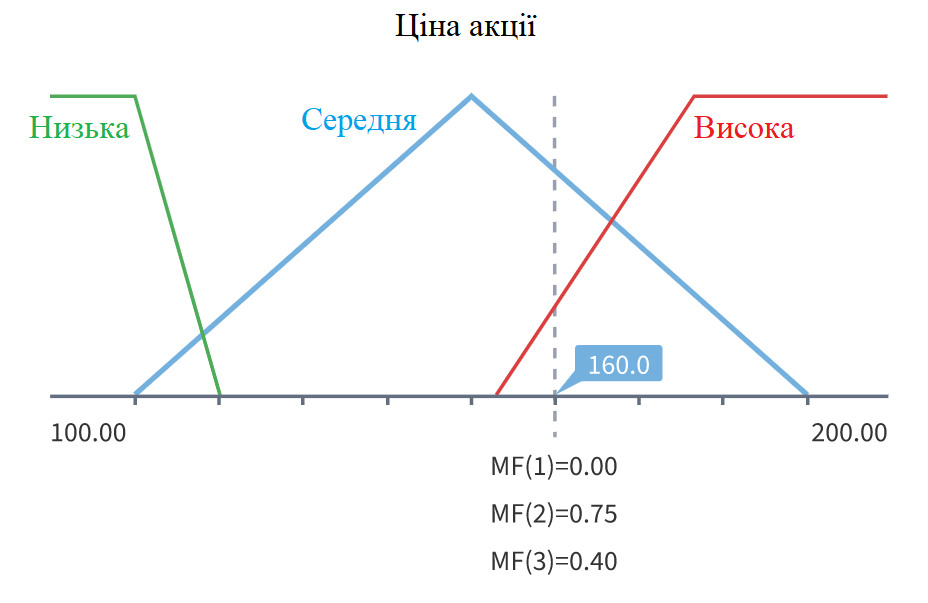 Ціна акції
Низька
Середня
Висока
160.0
100.00
200.00
MF(1)=0.00
MF(2)=0.75
MF(3)=0.40